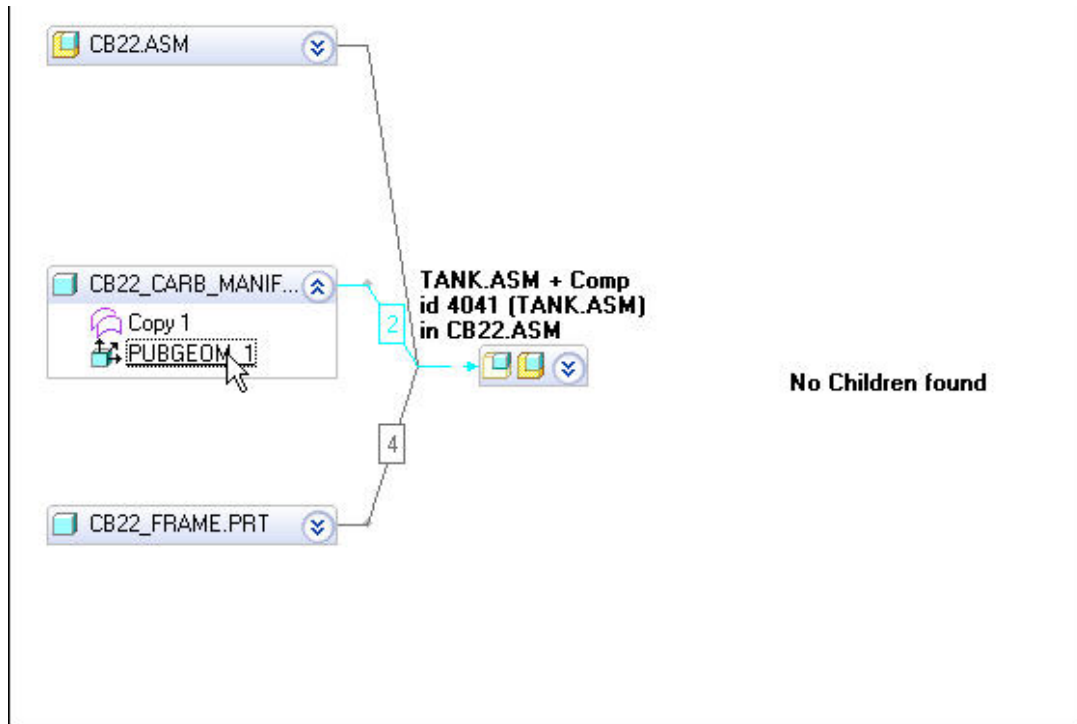 CB22.ASM
CB22_CARB_MANIF...
Copy 1
PUBGEOM_1
2
TANK.ASM + Comp
id 4041 (TANK.ASM)
in CB22.ASM
No Children found
4
CB22_FRAME.PRT